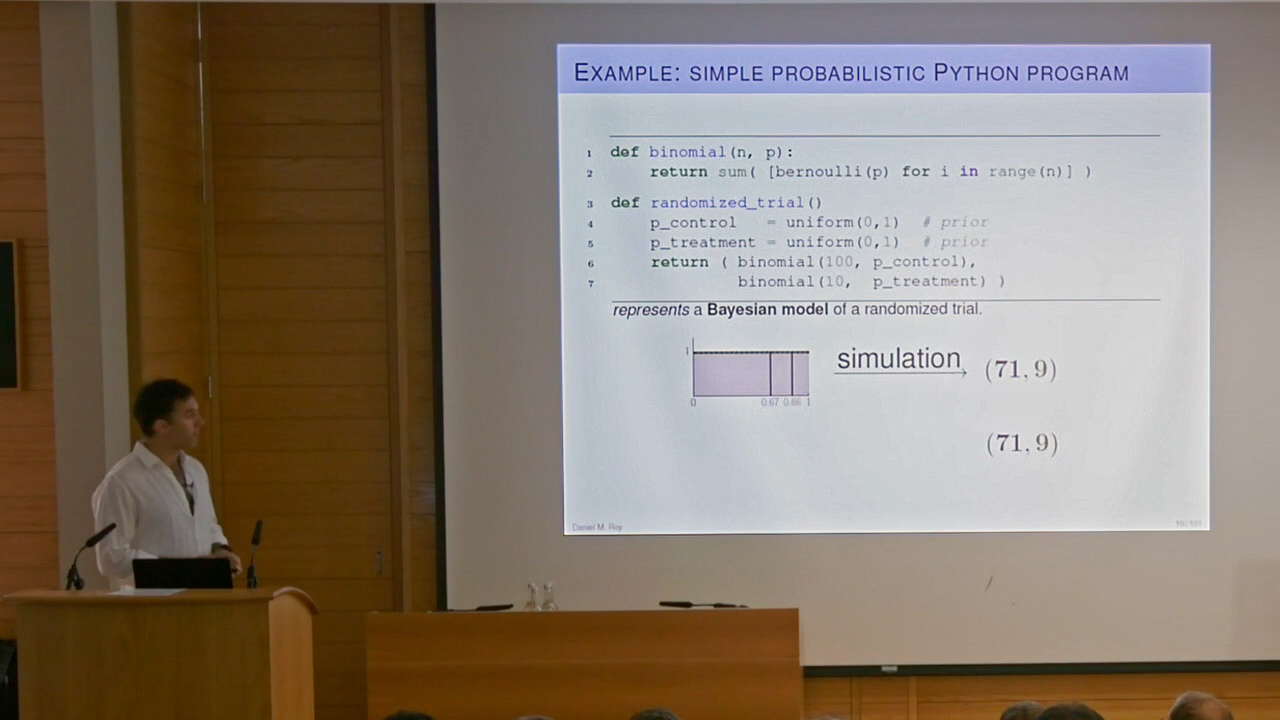 EXAMPLE: SIMPLE PROBABILISTIC PYTHON PROGRAM
1 def binomial(n, p):
2 return sum( [bernoulli(p) for i in range(n)] )
3 def randomized_trial()
4 p_control = uniform(0,1) # prior
5 p_treatment = uniform(0,1) # prior
6 return ( binomial(100, p_control),
7 binomial(10, p_treatment) )
represents a Bayesian model of a randomized trial.
1
simulation (71, 9)
0 0.67 0.86 1
(71, 9)
Daniel M. Roy